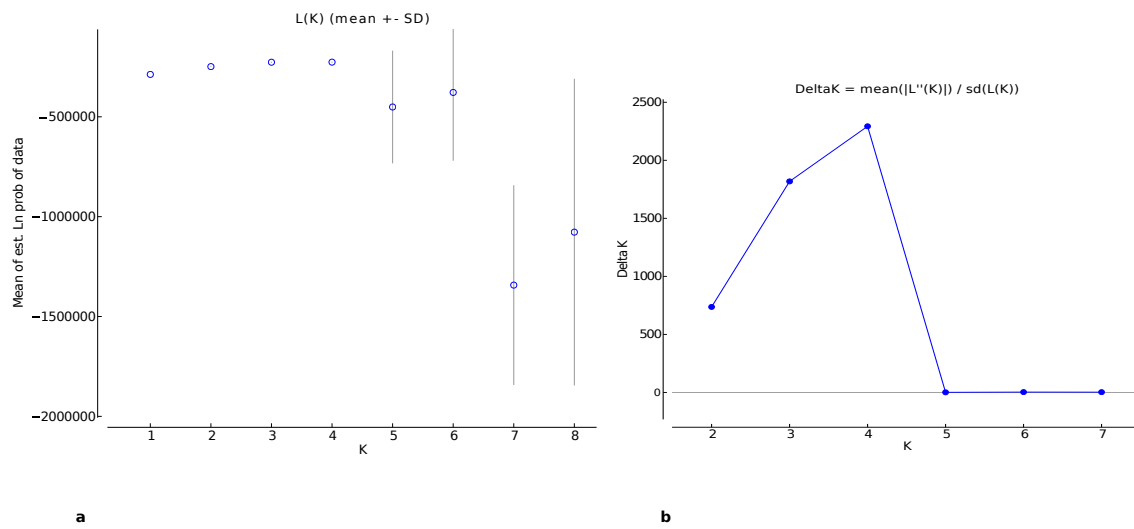 L(K) (mean +- SD)
Mean of est. Ln prob of data
−500000
−1000000
−1500000
−2000000
1 2 3 4 5 6 7 8
K
a
DeltaK = mean(|L''(K)|) / sd(L(K))
Delta K
2500
2000
1500
1000
500
0
2 3 4 5 6 7
K
b